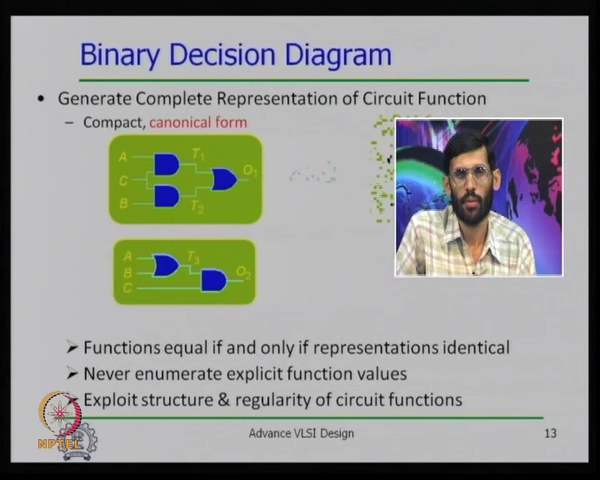 Binary Decision Diagram
• Generate Complete Representation of Circuit Function
– Compact, canonical form
A
C
B
T1
T2
O1
A
B
C
T3
O2
➤ Functions equal if and only if representations identical
➤ Never enumerate explicit function values
➤ Exploit structure & regularity of circuit functions
NPTEL
Advance VLSI Design
13